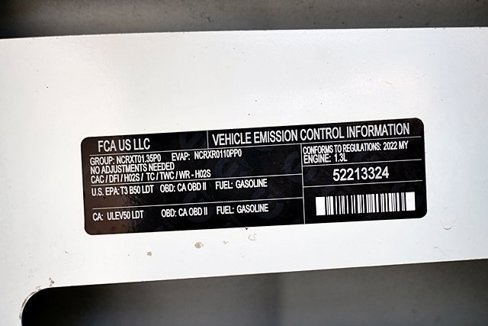 FCA US LLC
VEHICLE EMISSION CONTROL INFORMATION
GROUP: NCRXT01.35P0 EVAP: NCRXR0110PP0
NO ADJUSTMENTS NEEDED
CAC / DFI / H02S / TC / TWC / WR - H02S
U.S. EPA: T3 B50 LDT OBD: CA OBD II FUEL: GASOLINE
CA: ULEV50 LDT OBD: CA OBD II FUEL: GASOLINE
CONFORMS TO REGULATIONS: 2022 MY
ENGINE: 1.3L
52213324